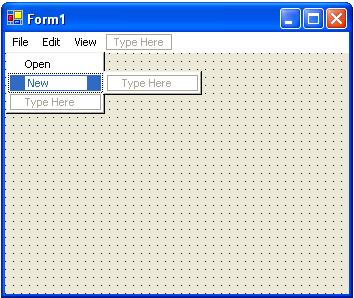 Form1
File Edit View Type Here
Open
New Type Here
Type Here